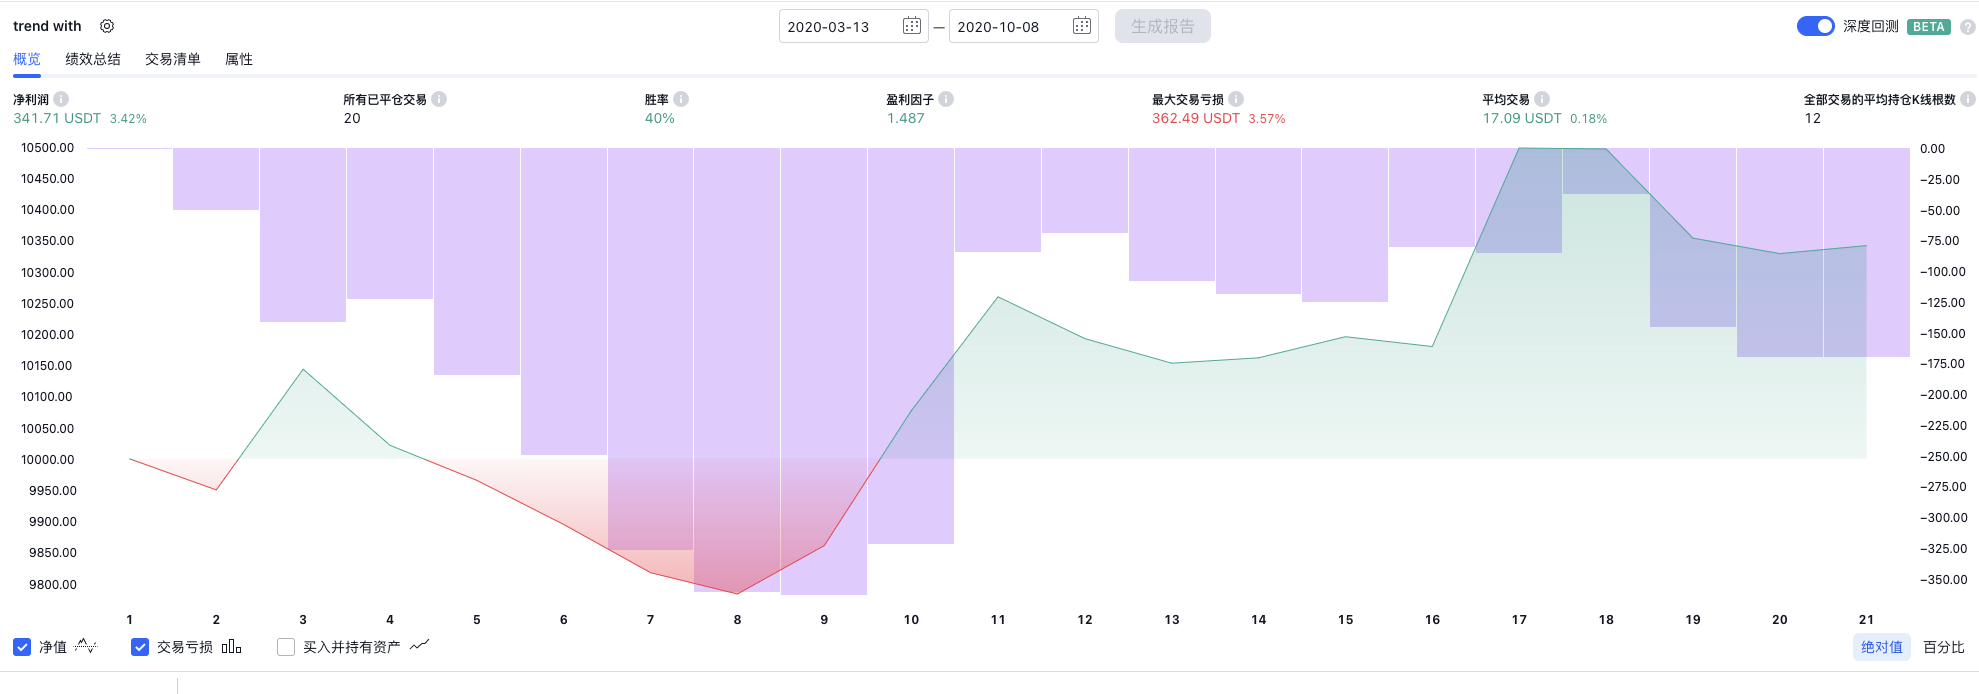 trend with
2020-03-13 — 2020-10-08 生成报告
深度回测 BETA ?
概览 绩效总结 交易清单 属性
净利润 所有已平仓交易 胜率 盈利因子 最大交易亏损 平均交易 全部交易的平均持仓K线根数
341.71 USDT 3.42% 20 40% 1.487 362.49 USDT 3.57% 17.09 USDT 0.18% 12
10500.00 0.00
10450.00 −25.00
10400.00 −50.00
10350.00 −75.00
10300.00 −100.00
10250.00 −125.00
10200.00 −150.00
10150.00 −175.00
10100.00 −200.00
10050.00 −225.00
10000.00 −250.00
9950.00 −275.00
9900.00 −300.00
9850.00 −325.00
9800.00 −350.00
1 2 3 4 5 6 7 8 9 10 11 12 13 14 15 16 17 18 19 20 21
净值 交易亏损 买入并持有资产 绝对值 百分比